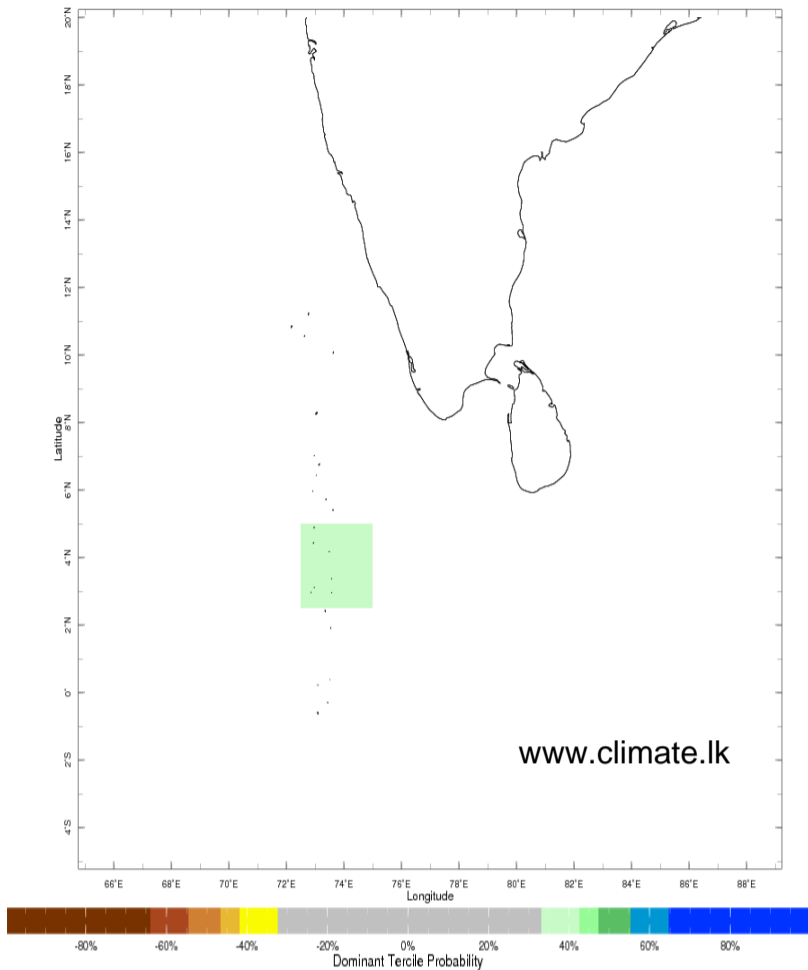 20˚N
18˚N
16˚N
14˚N
12˚N
10˚N
8˚N
6˚N
4˚N
2˚N
0˚
2˚S
4˚S
Latitude
www.climate.lk
66˚E 68˚E 70˚E 72˚E 74˚E 76˚E 78˚E 80˚E 82˚E 84˚E 86˚E 88˚E
Longitude
-80% -60% -40% -20% 0% 20% 40% 60% 80%
Dominant Tercile Probability